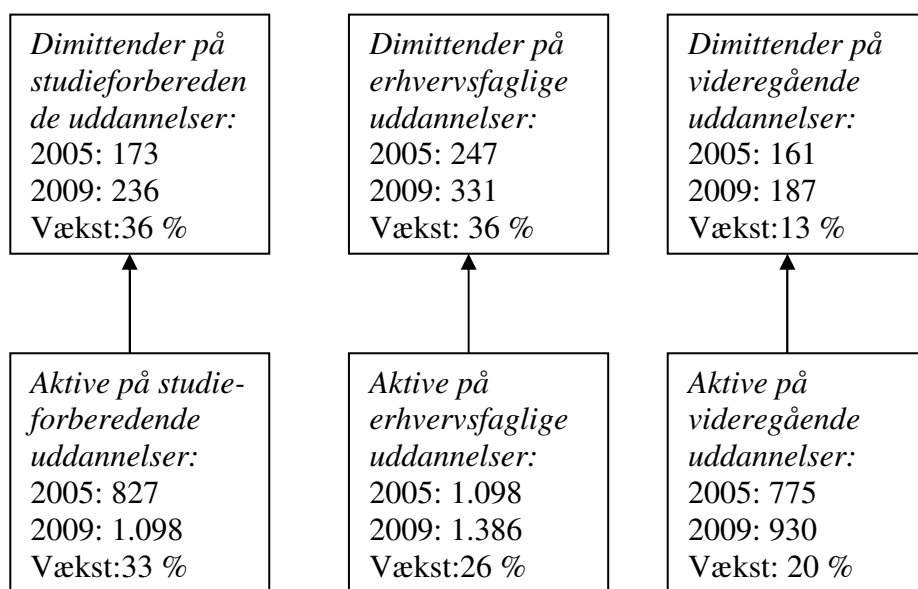 Dimittender på
studieforbereden
de uddannelser:
2005: 173
2009: 236
Vækst:36 %
Dimittender på
erhvervsfaglige
uddannelser:
2005: 247
2009: 331
Vækst: 36 %
Dimittender på
videregående
uddannelser:
2005: 161
2009: 187
Vækst:13 %
Aktive på studie-
forberedende
uddannelser:
2005: 827
2009: 1.098
Vækst:33 %
Aktive på
erhvervsfaglige
uddannelser:
2005: 1.098
2009: 1.386
Vækst:26 %
Aktive på
videregående
uddannelser:
2005: 775
2009: 930
Vækst: 20 %